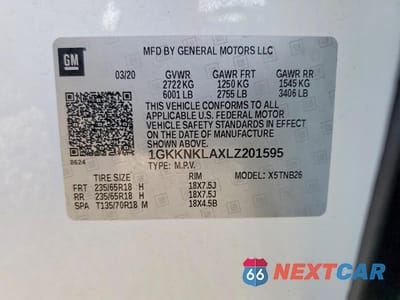 GM
MFD BY GENERAL MOTORS LLC
03/20 GVWR GAWR FRT GAWR RR
2722 KG 1250 KG 1545 KG
6001 LB 2755 LB 3406 LB
THIS VEHICLE CONFORMS TO ALL APPLICABLE
U.S. FEDERAL MOTOR
VEHICLE SAFETY STANDARDS IN EFFECT ON
THE DATE OF MANUFACTURE
SHOWN ABOVE.
8624
1GKKNKLAXLZ201595
TYPE: M.P.V.
TIRE SIZE RIM MODEL: X5TNB26
FRT 235/65R18 H 18X7.5J
RR 235/65R18 H 18X7.5J
SPA T135/70R18 M 18X4.5B
66 NEXTCAR